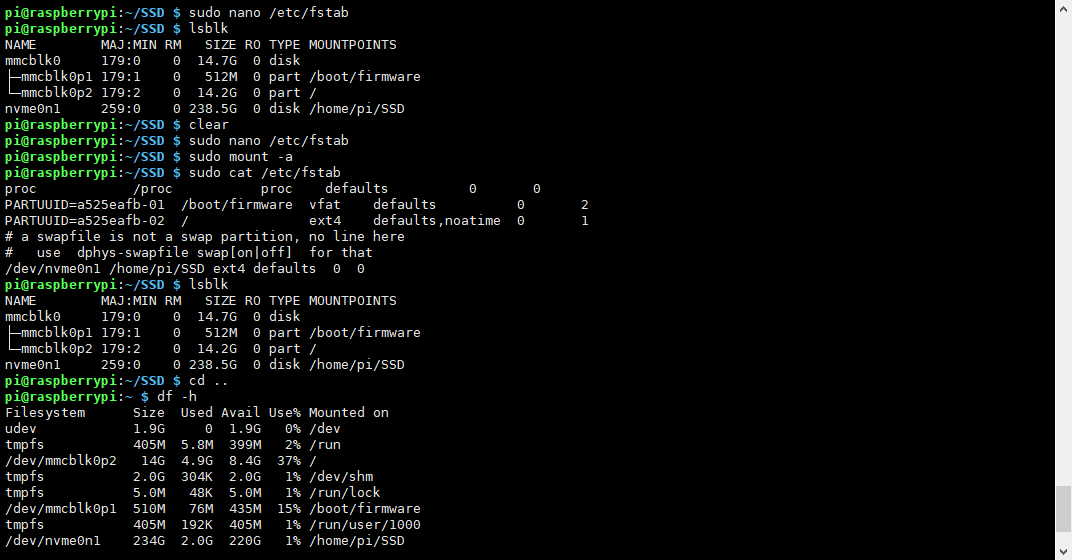 pi@raspberrypi:~/SSD $ sudo nano /etc/fstab
pi@raspberrypi:~/SSD $ lsblk
NAME        MAJ:MIN RM   SIZE RO TYPE MOUNTPOINTS
mmcblk0     179:0    0  14.7G  0 disk
├─mmcblk0p1 179:1    0   512M  0 part /boot/firmware
└─mmcblk0p2 179:2    0  14.2G  0 part /
nvme0n1     259:0    0 238.5G  0 disk /home/pi/SSD
pi@raspberrypi:~/SSD $ clear
pi@raspberrypi:~/SSD $ sudo nano /etc/fstab
pi@raspberrypi:~/SSD $ sudo mount -a
pi@raspberrypi:~/SSD $ sudo cat /etc/fstab
proc            /proc           proc    defaults          0       0
PARTUUID=a525eafb-01  /boot/firmware  vfat    defaults          0       2
PARTUUID=a525eafb-02  /               ext4    defaults,noatime  0       1
# a swapfile is not a swap partition, no line here
#   use  dphys-swapfile swap[on|off]  for that
/dev/nvme0n1 /home/pi/SSD ext4 defaults  0  0
pi@raspberrypi:~/SSD $ lsblk
NAME        MAJ:MIN RM   SIZE RO TYPE MOUNTPOINTS
mmcblk0     179:0    0  14.7G  0 disk
├─mmcblk0p1 179:1    0   512M  0 part /boot/firmware
└─mmcblk0p2 179:2    0  14.2G  0 part /
nvme0n1     259:0    0 238.5G  0 disk /home/pi/SSD
pi@raspberrypi:~/SSD $ cd ..
pi@raspberrypi:~ $ df -h
Filesystem      Size  Used Avail Use% Mounted on
udev            1.9G     0  1.9G   0% /dev
tmpfs           405M  5.8M  399M   2% /run
/dev/mmcblk0p2   14G  4.9G  8.4G  37% /
tmpfs           2.0G  304K  2.0G   1% /dev/shm
tmpfs           5.0M   48K  5.0M   1% /run/lock
/dev/mmcblk0p1  510M   76M  435M  15% /boot/firmware
tmpfs           405M  192K  405M   1% /run/user/1000
/dev/nvme0n1    234G  2.0G  220G   1% /home/pi/SSD